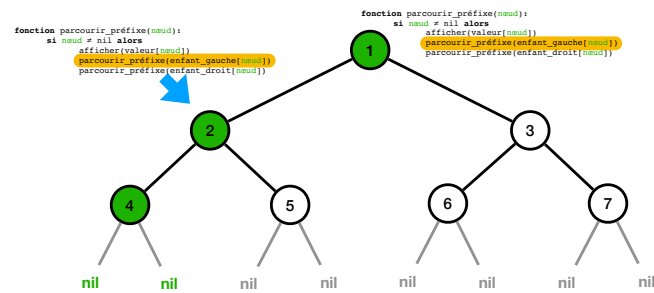 fonction parcourir_préfixe(nœud):
si nœud ≠ nil alors
afficher(valeur[nœud])
parcourir_préfixe(enfant_gauche[nœud])
parcourir_préfixe(enfant_droit[nœud])
fonction parcourir_préfixe(nœud):
si nœud ≠ nil alors
afficher(valeur[nœud])
parcourir_préfixe(enfant_gauche[nœud])
parcourir_préfixe(enfant_droit[nœud])
1
2 3
4 5 6 7
nil nil nil nil nil nil nil nil